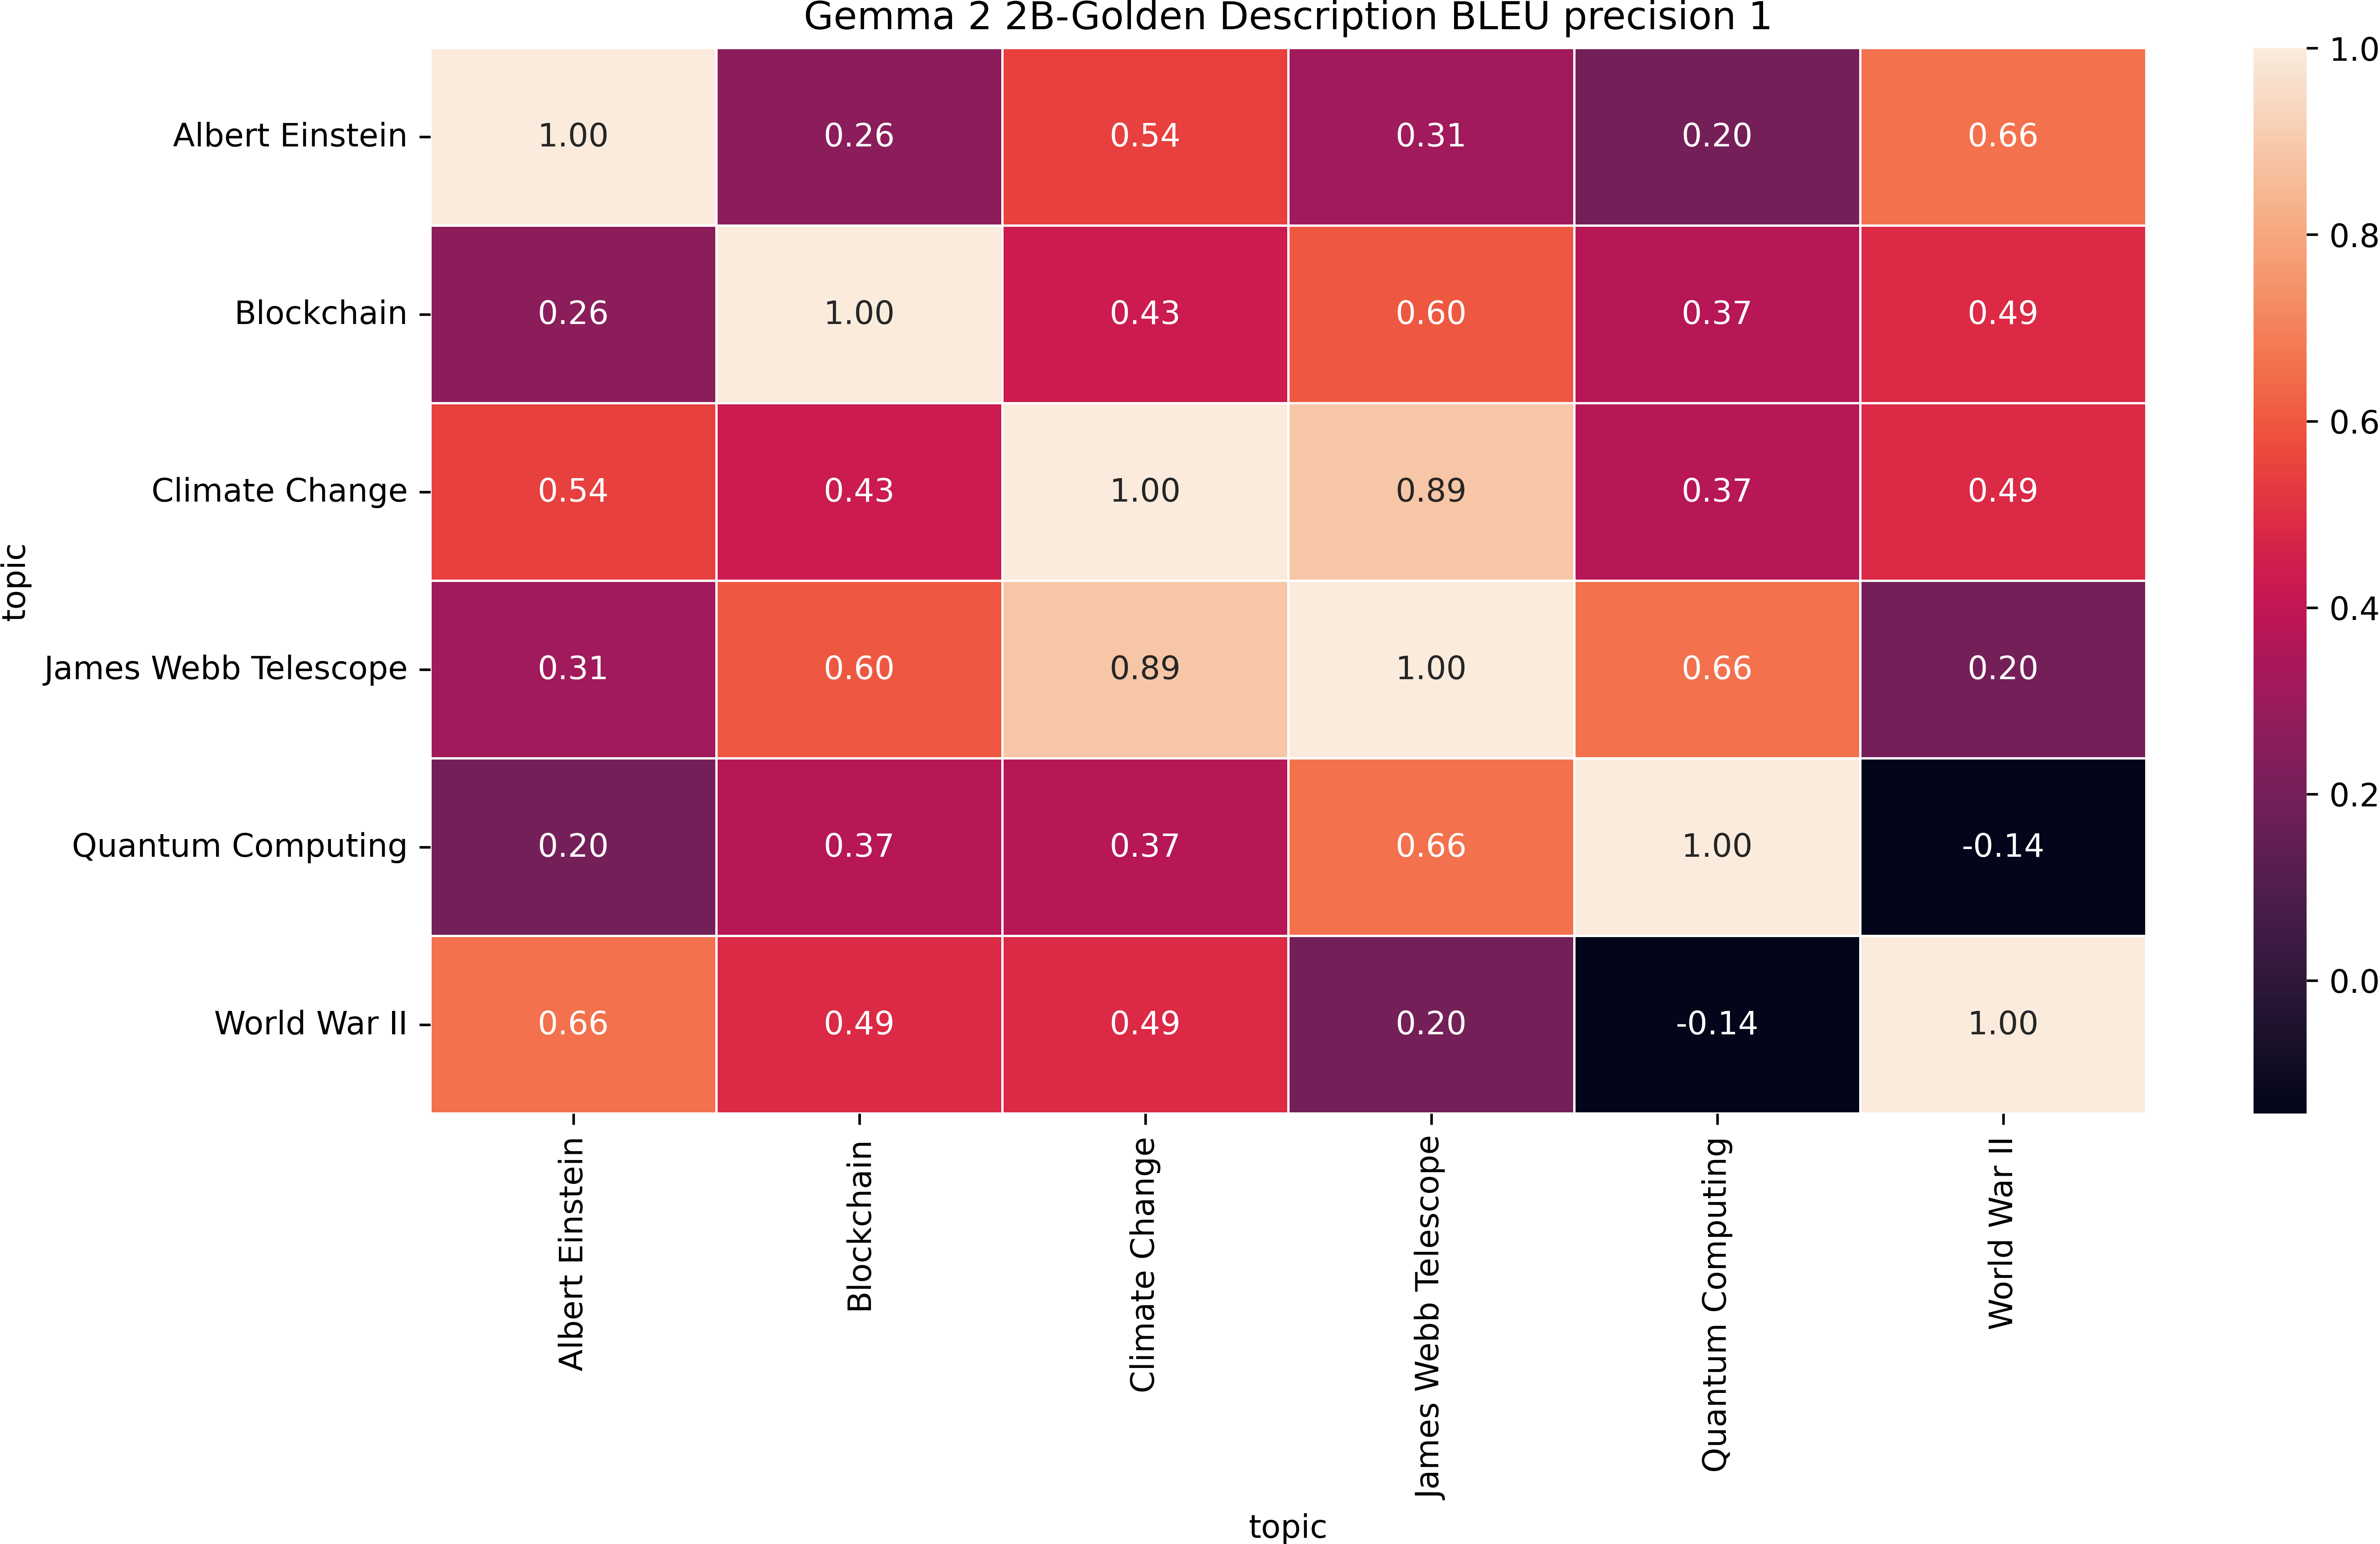 Gemma 2 2B-Golden Description BLEU precision 1
Albert Einstein 1.00 0.26 0.54 0.31 0.20 0.66
Blockchain 0.26 1.00 0.43 0.60 0.37 0.49
Climate Change 0.54 0.43 1.00 0.89 0.37 0.49
James Webb Telescope 0.31 0.60 0.89 1.00 0.66 0.20
Quantum Computing 0.20 0.37 0.37 0.66 1.00 -0.14
World War II 0.66 0.49 0.49 0.20 -0.14 1.00
topic
Albert Einstein
Blockchain
Climate Change
James Webb Telescope
Quantum Computing
World War II
topic
1.0
0.8
0.6
0.4
0.2
0.0